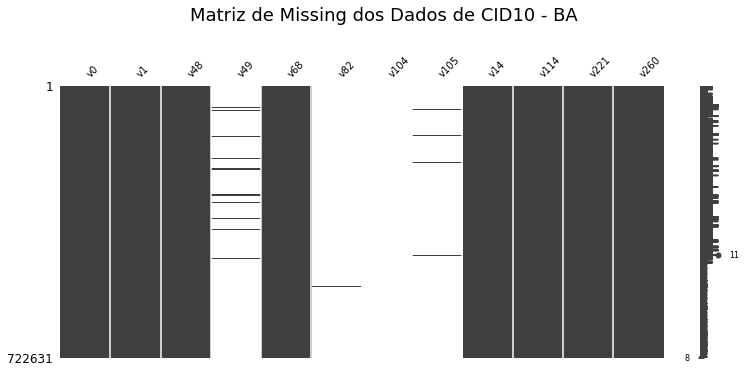 Matriz de Missing dos Dados de CID10 - BA
v0 v1 v48 v49 v68 v82 v104 v105 v14 v114 v221 v260
1
11
722631 8